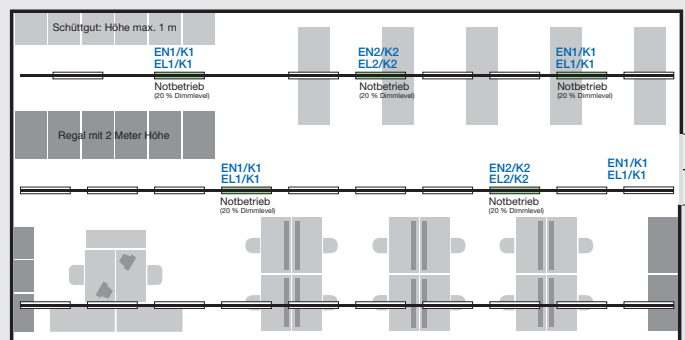 Schüttgut: Höhe max. 1 m
EN1/K1
EL1/K1
Notbetrieb
(20 % Dimmlevel)
EN2/K2
EL2/K2
Notbetrieb
(20 % Dimmlevel)
EN1/K1
EL1/K1
Notbetrieb
(20 % Dimmlevel)
Regal mit 2 Meter Höhe
EN1/K1
EL1/K1
Notbetrieb
(20 % Dimmlevel)
EN2/K2
EL2/K2
Notbetrieb
(20 % Dimmlevel)
EN1/K1
EL1/K1